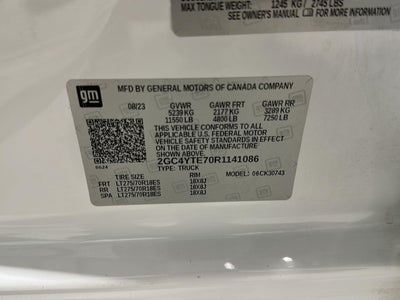 MAX TONGUE WEIGHT: 1245 KG / 2745 LBS
SEE OWNER'S MANUAL FOR MORE INFORMATION
gm
MFD BY GENERAL MOTORS OF CANADA COMPANY
08/23 GVWR GAWR FRT GAWR RR
5239 KG 2177 KG 3289 KG
11550 LB 4800 LB 7250 LB
THIS VEHICLE CONFORMS TO ALL
APPLICABLE U.S. FEDERAL MOTOR
VEHICLE SAFETY STANDARDS IN
EFFECT ON THE DATE OF
MANUFACTURE SHOWN ABOVE.
2GC4YTE70R1141086
TYPE: TRUCK
0624 MODEL: 06CK30743
TIRE SIZE RIM
FRT LT275/70R18ES 18X8J
RR LT275/70R18ES 18X8J
SPA LT275/70R18ES 18X8J